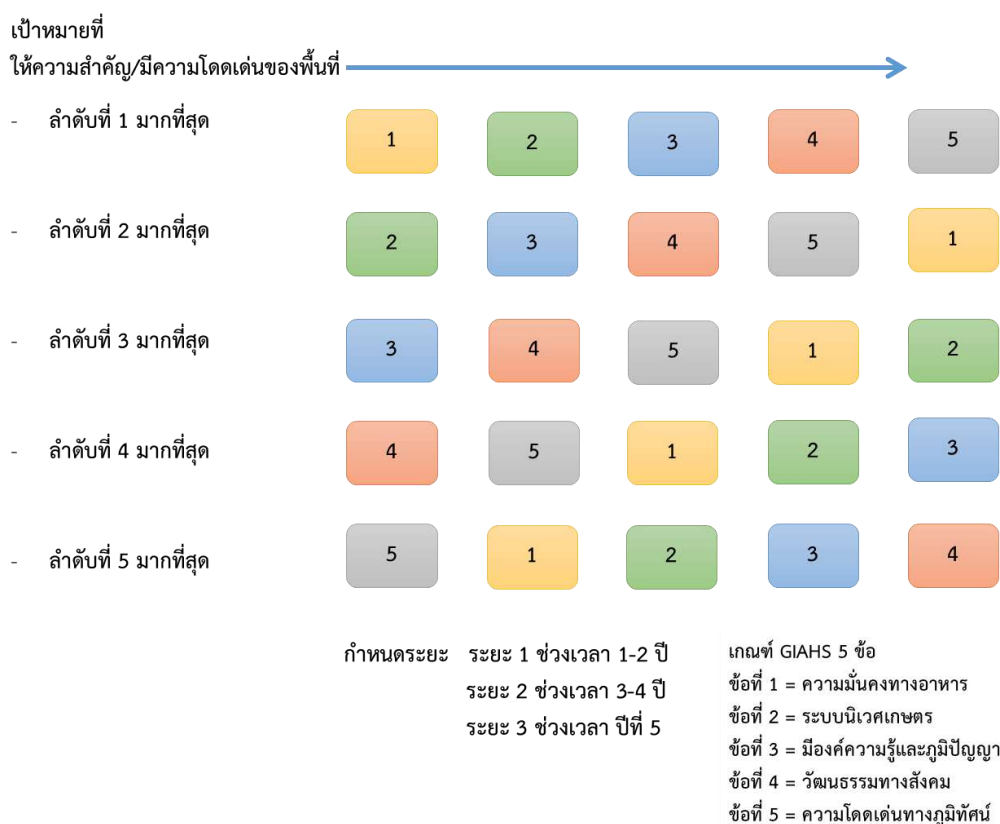 เป้าหมายที่
ให้ความสำคัญ/มีความโดดเด่นของพื้นที่
- ลำดับที่ 1 มากที่สุด
1 2 3 4 5
- ลำดับที่ 2 มากที่สุด
2 3 4 5 1
- ลำดับที่ 3 มากที่สุด
3 4 5 1 2
- ลำดับที่ 4 มากที่สุด
4 5 1 2 3
- ลำดับที่ 5 มากที่สุด
5 1 2 3 4
กำหนดระยะ ระยะ 1 ช่วงเวลา 1-2 ปี
ระยะ 2 ช่วงเวลา 3-4 ปี
ระยะ 3 ช่วงเวลา ปีที่ 5
เกณฑ์ GIAHS 5 ข้อ
ข้อที่ 1 = ความมั่นคงทางอาหาร
ข้อที่ 2 = ระบบนิเวศเกษตร
ข้อที่ 3 = มีองค์ความรู้และภูมิปัญญา
ข้อที่ 4 = วัฒนธรรมทางสังคม
ข้อที่ 5 = ความโดดเด่นทางภูมิทัศน์